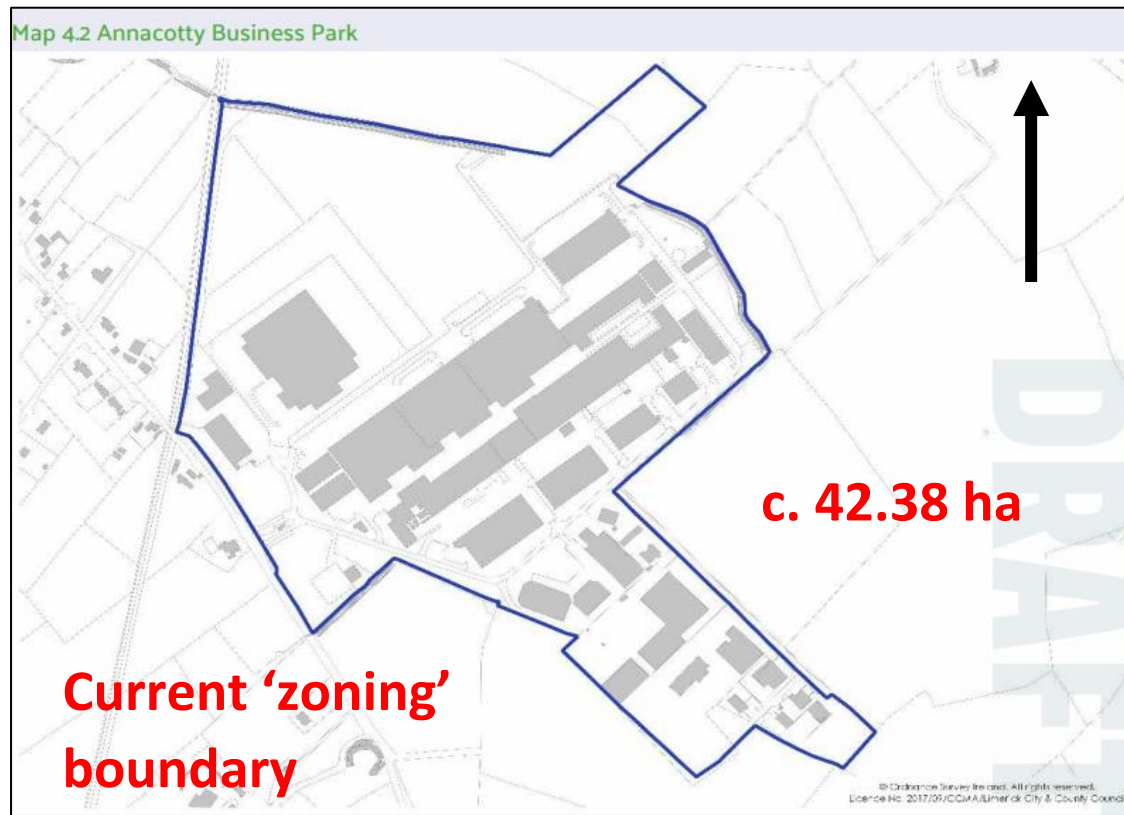 Map 4.2 Annacotty Business Park
c. 42.38 ha
DRAFT
Current ‘zoning’
boundary
© Ordnance Survey Ireland. All rights reserved.
Licence No. 2017/09/CCMA/Limerick City & County Council